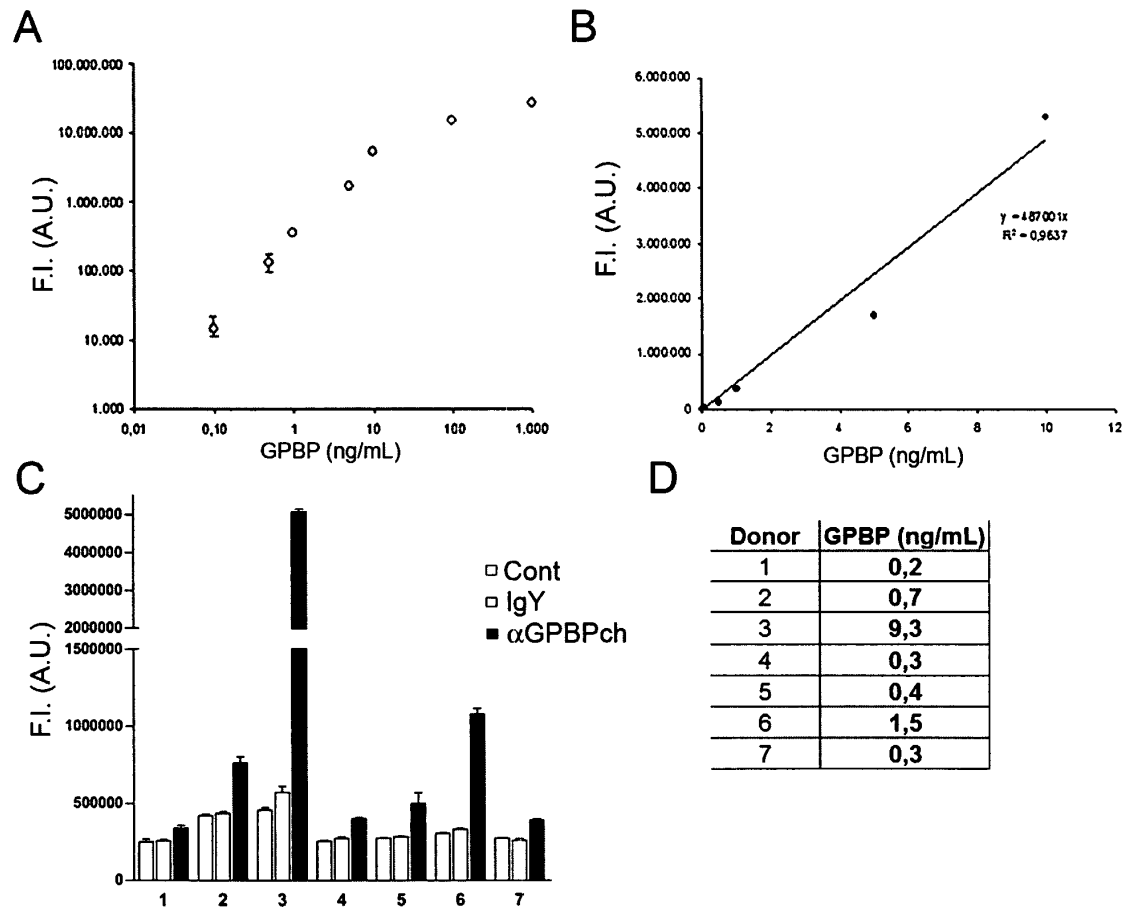 A
100.000.000
10.000.000
1.000.000
100.000
10.000
1.000
F.I. (A.U.)
0,01 0,10 1 10 100 1.000
GPBP (ng/mL)
B
6.000.000
5.000.000
4.000.000
3.000.000
2.000.000
1.000.000
0
F.I. (A.U.)
y = 487001x
R² = 0,9637
0 2 4 6 8 10 12
GPBP (ng/mL)
C
5000000
4000000
3000000
2000000
1500000
1000000
500000
0
F.I. (A.U.)
Cont
IgY
αGPBPch
1 2 3 4 5 6 7
D
Donor GPBP (ng/mL)
1 0,2
2 0,7
3 9,3
4 0,3
5 0,4
6 1,5
7 0,3